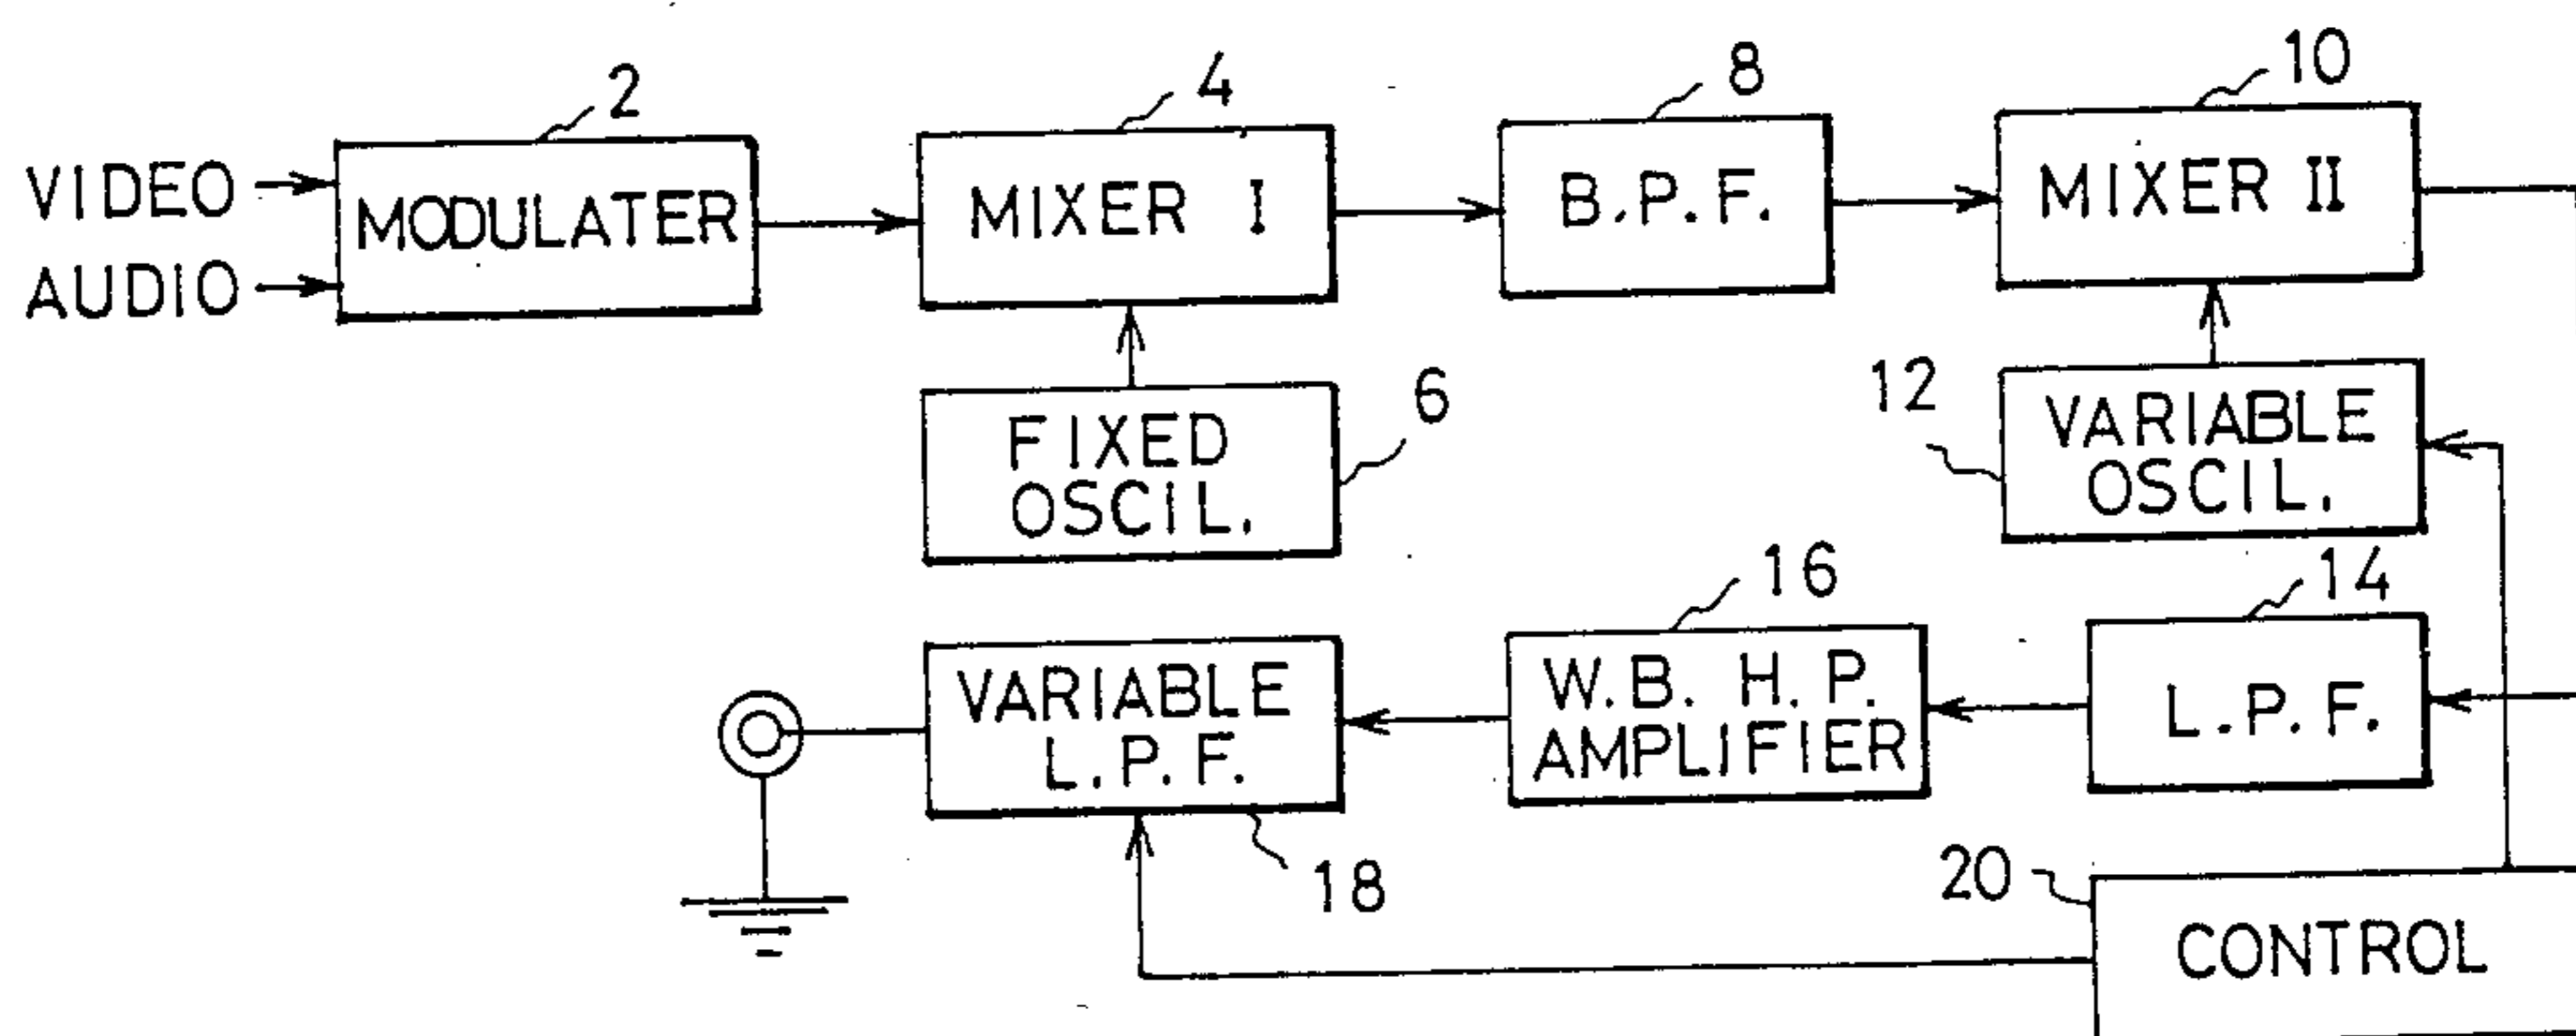 2
4
8
10
VIDEO
AUDIO
MODULATER
MIXER I
B.P.F.
MIXER II
6
12
FIXED
OSCIL.
VARIABLE
OSCIL.
16
14
VARIABLE
L.P.F.
W.B. H.P.
AMPLIFIER
L.P.F.
18
20
CONTROL